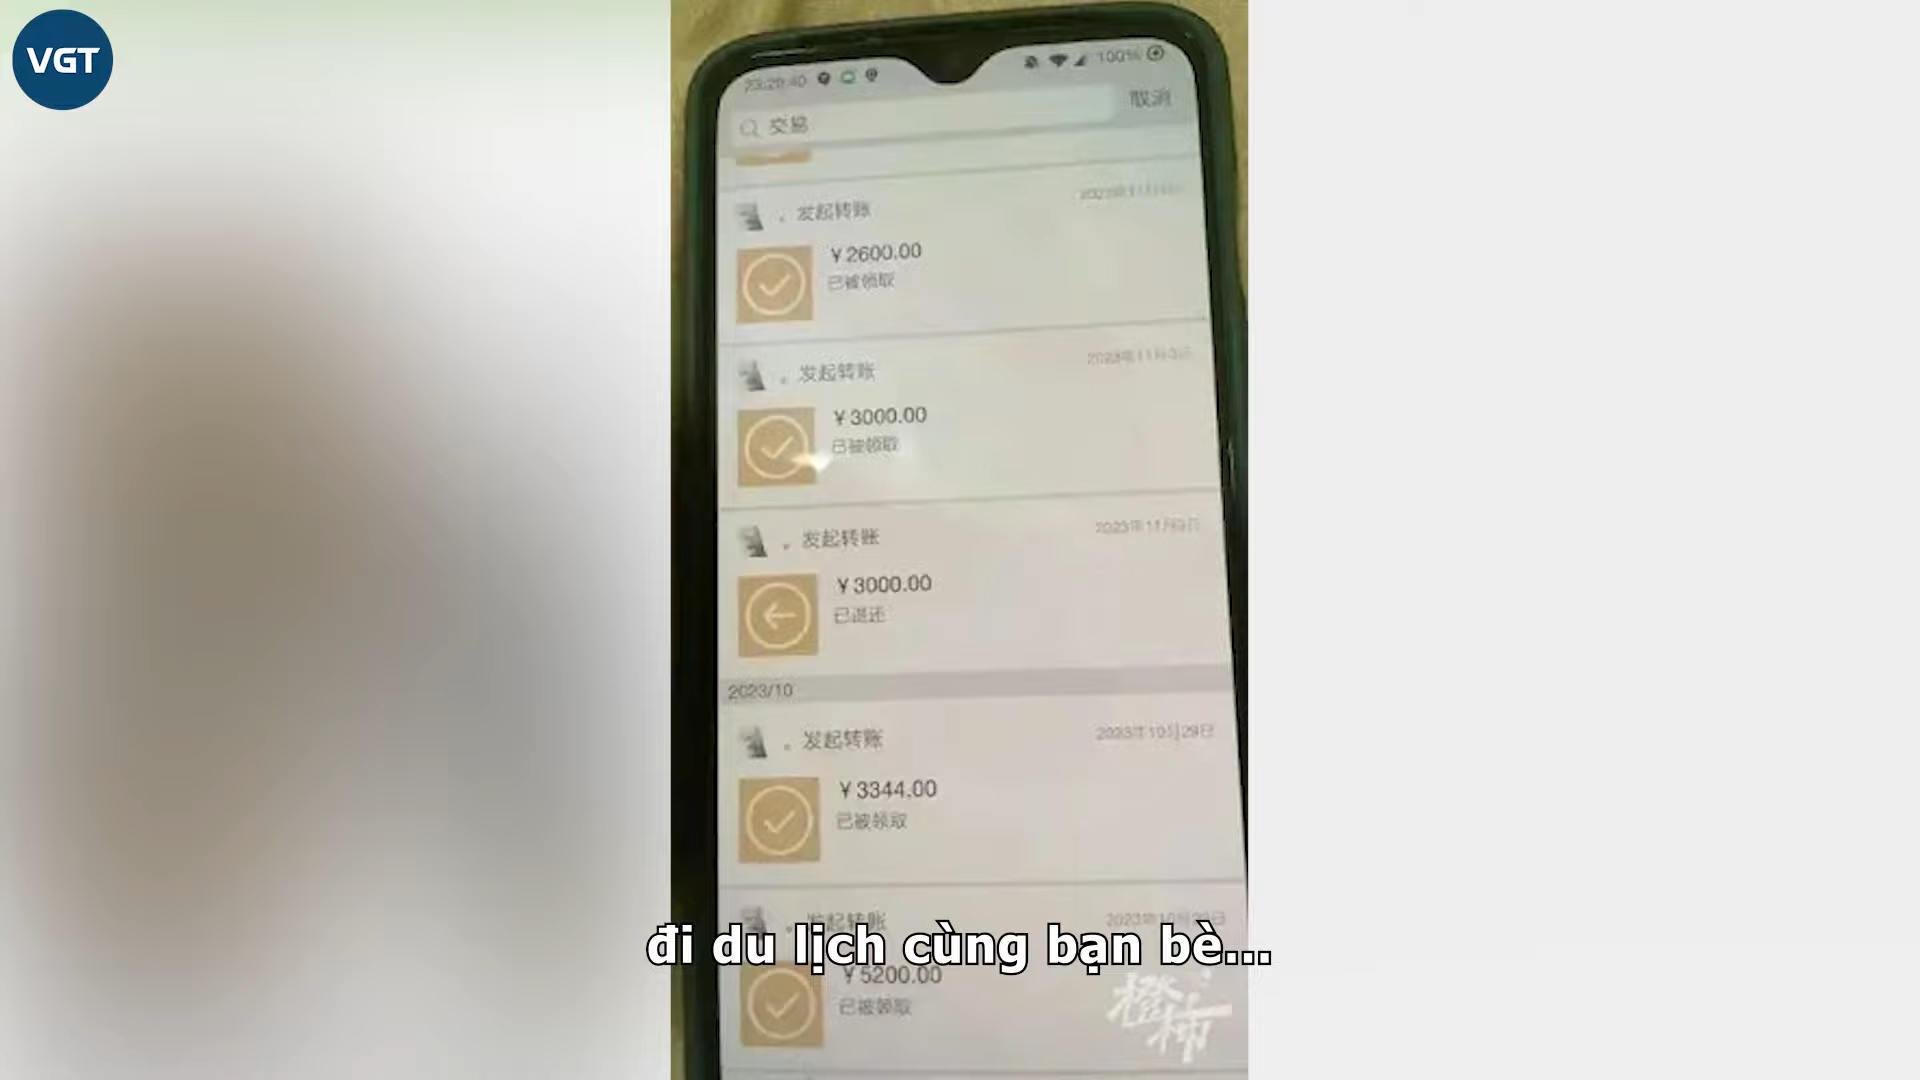 VGT
100%
取消
交易
发起转账
¥2600.00
已被领取
发起转账
¥3000.00
已被领取
发起转账
¥3000.00
已退还
2023/10
发起转账
2023年10月29日
¥3344.00
已被领取
发起转账
đi du lịch cùng bạn bè...
¥5200.00
已被领取
橙柿